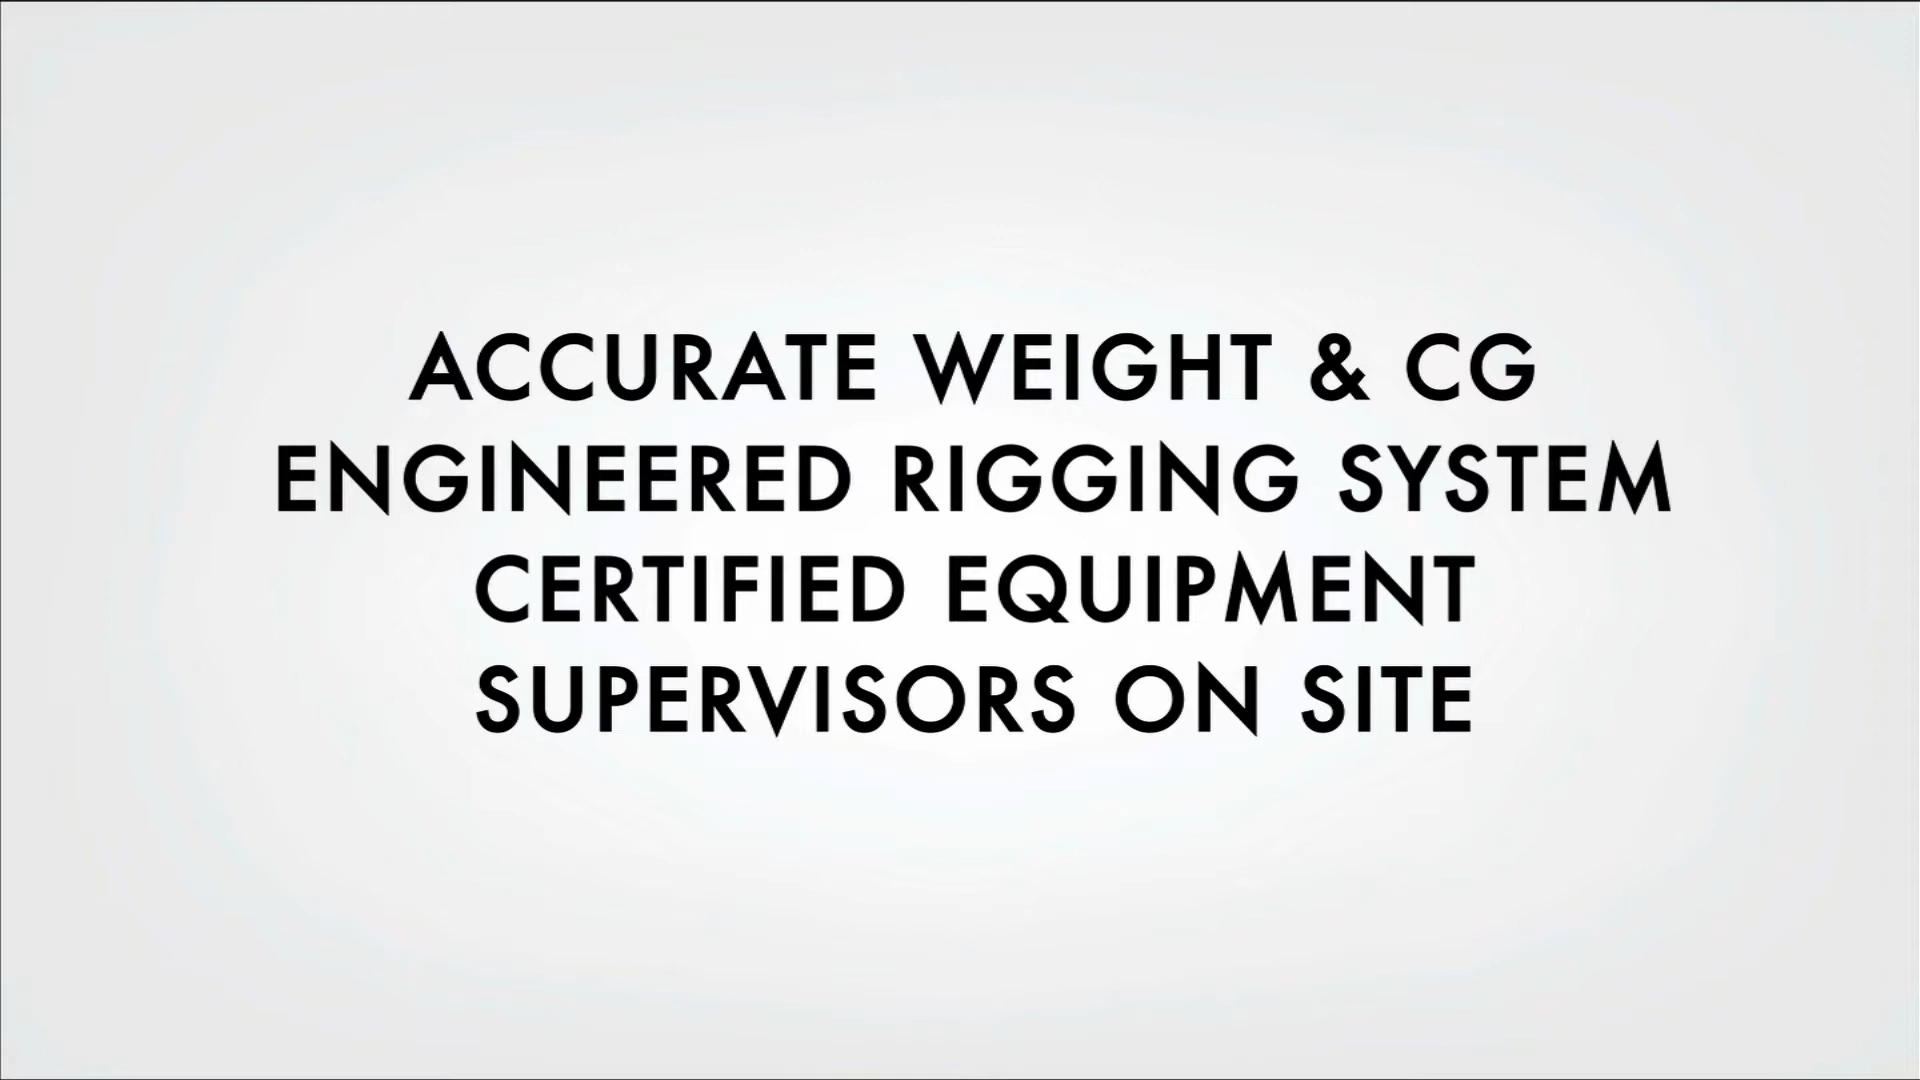 ACCURATE WEIGHT & CG
ENGINEERED RIGGING SYSTEM
CERTIFIED EQUIPMENT
SUPERVISORS ON SITE